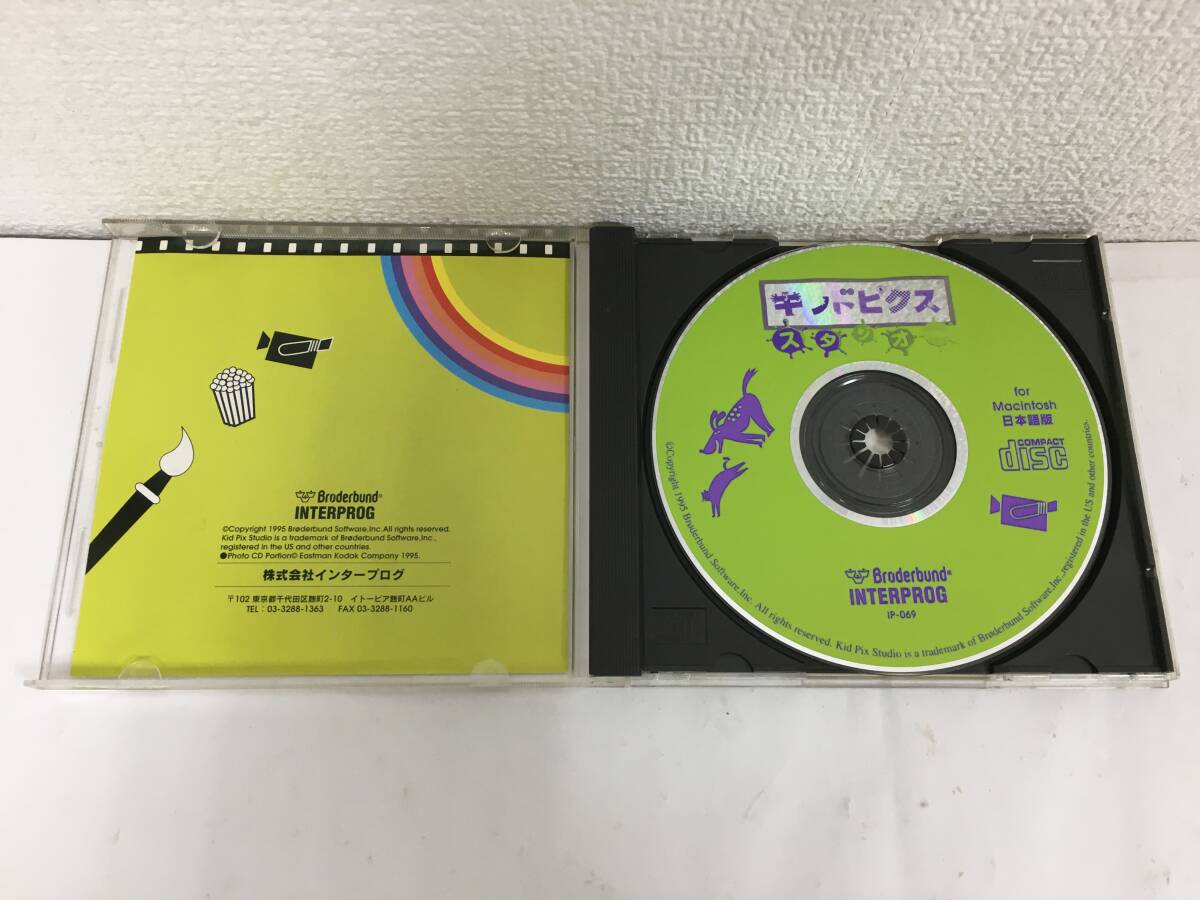 Brøderbund®
INTERPROG
©Copyright 1995 Brøderbund Software,Inc.All rights reserved.
Kid Pix Studio is a trademark of Brøderbund Software,Inc.,
registered in the US and other countries.
●Photo CD Portion© Eastman Kodak Company 1995.
株式会社インタープログ
〒102 東京都千代田区麹町2-10 イトーピア麹町AAビル
TEL : 03-3288-1363 FAX 03-3288-1160
キッドピクス
スタジオ
for
Macintosh
日本語版
COMPACT
disc
Brøderbund®
INTERPROG
IP-069
©Copyright 1995 Brøderbund Software,Inc. All rights reserved. Kid Pix Studio is a trademark of Brøderbund Software,Inc.,registered in the US and other countries.